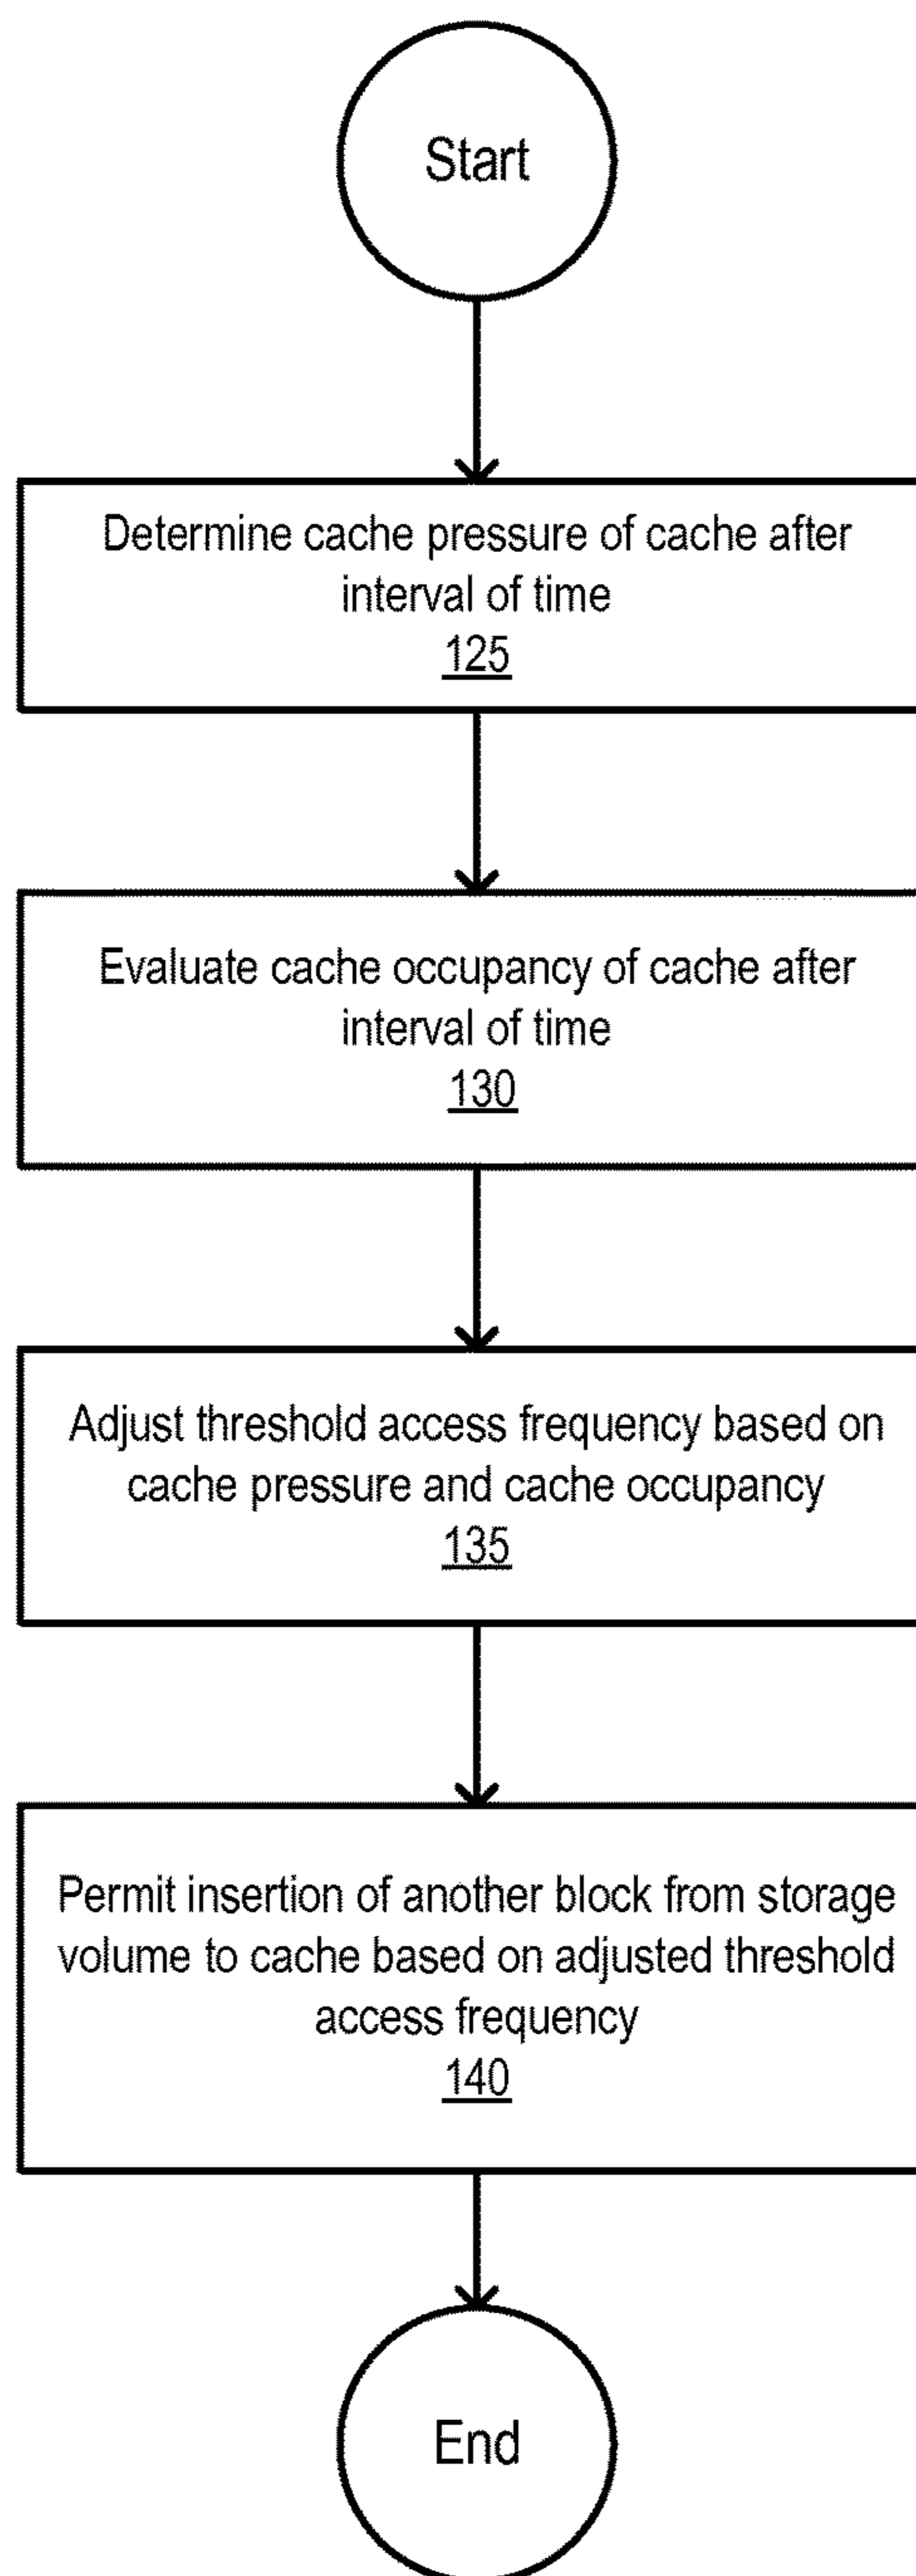 Start
Determine cache pressure of cache after
interval of time
125
Evaluate cache occupancy of cache after
interval of time
130
Adjust threshold access frequency based on
cache pressure and cache occupancy
135
Permit insertion of another block from storage
volume to cache based on adjusted threshold
access frequency
140
End